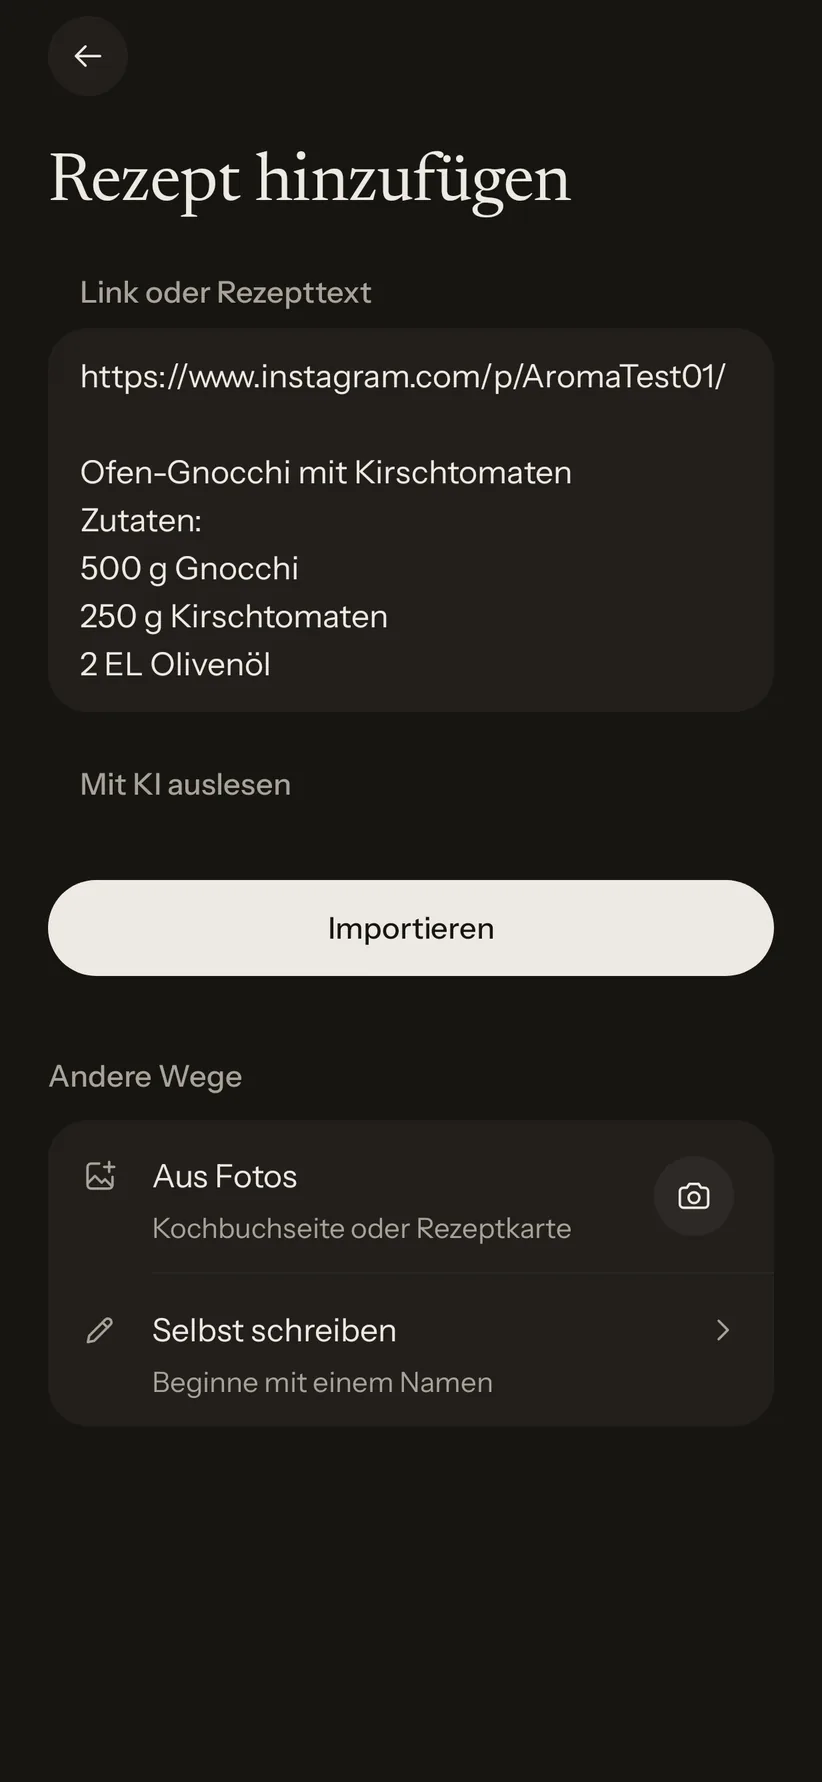 Rezept hinzufügen
Link oder Rezepttext
https://www.instagram.com/p/AromaTest01/
Ofen-Gnocchi mit Kirschtomaten
Zutaten:
500 g Gnocchi
250 g Kirschtomaten
2 EL Olivenöl
Mit KI auslesen
Importieren
Andere Wege
Aus Fotos
Kochbuchseite oder Rezeptkarte
Selbst schreiben
Beginne mit einem Namen